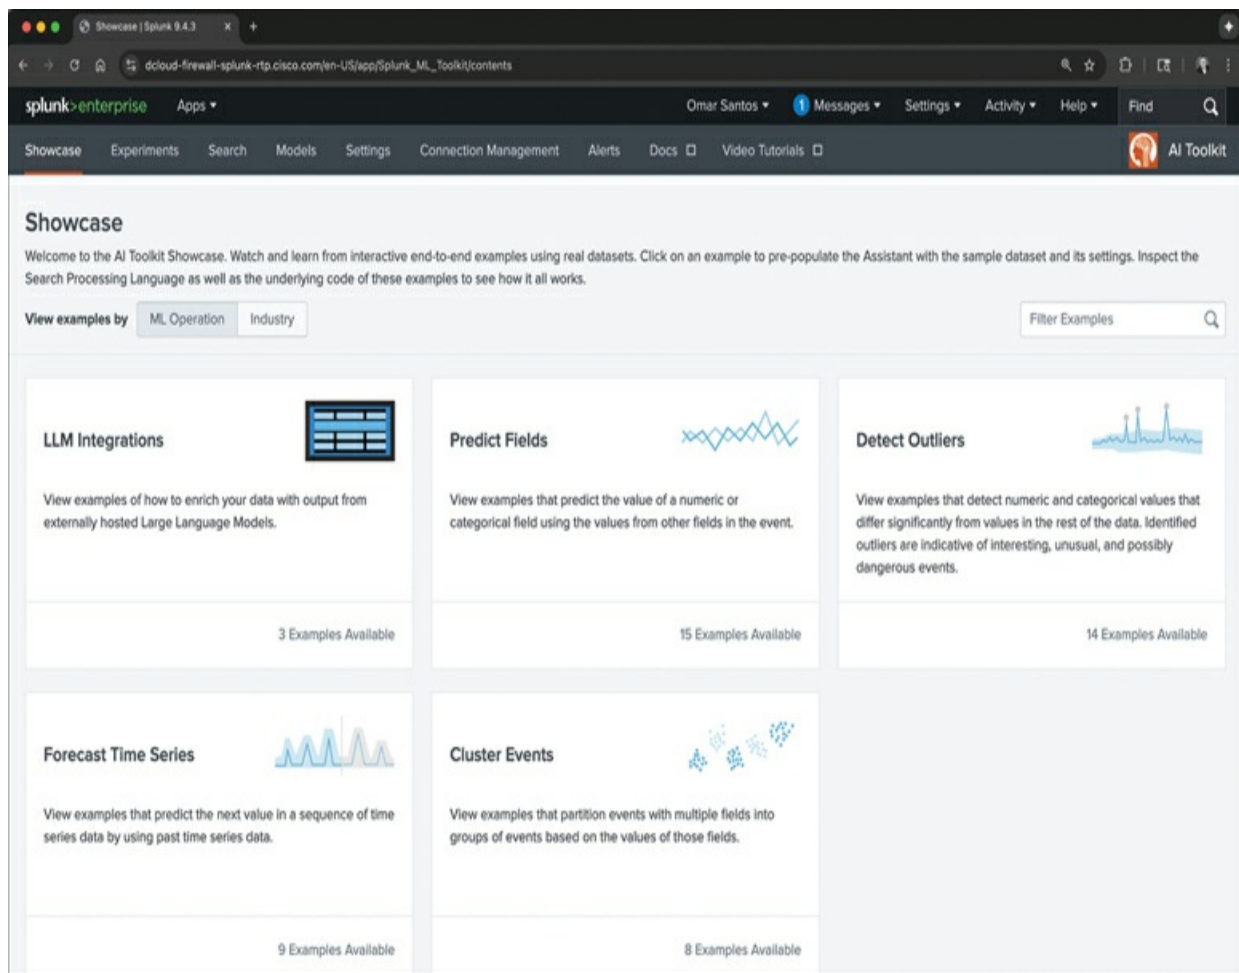 Showcase | Splunk 9.4.3
dcloud-firewall-splunk-rtp.cisco.com/en-US/app/Splunk_ML_Toolkit/contents
splunk>enterprise Apps Omar Santos 1 Messages Settings Activity Help Find
Showcase Experiments Search Models Settings Connection Management Alerts Docs Video Tutorials AI Toolkit
Showcase
Welcome to the AI Toolkit Showcase. Watch and learn from interactive end-to-end examples using real datasets. Click on an example to pre-populate the Assistant with the sample dataset and its settings. Inspect the
Search Processing Language as well as the underlying code of these examples to see how it all works.
View examples by ML Operation Industry Filter Examples
LLM Integrations
View examples of how to enrich your data with output from
externally hosted Large Language Models.
3 Examples Available
Predict Fields
View examples that predict the value of a numeric or
categorical field using the values from other fields in the event.
15 Examples Available
Detect Outliers
View examples that detect numeric and categorical values that
differ significantly from values in the rest of the data. Identified
outliers are indicative of interesting, unusual, and possibly
dangerous events.
14 Examples Available
Forecast Time Series
View examples that predict the next value in a sequence of time
series data by using past time series data.
9 Examples Available
Cluster Events
View examples that partition events with multiple fields into
groups of events based on the values of those fields.
8 Examples Available